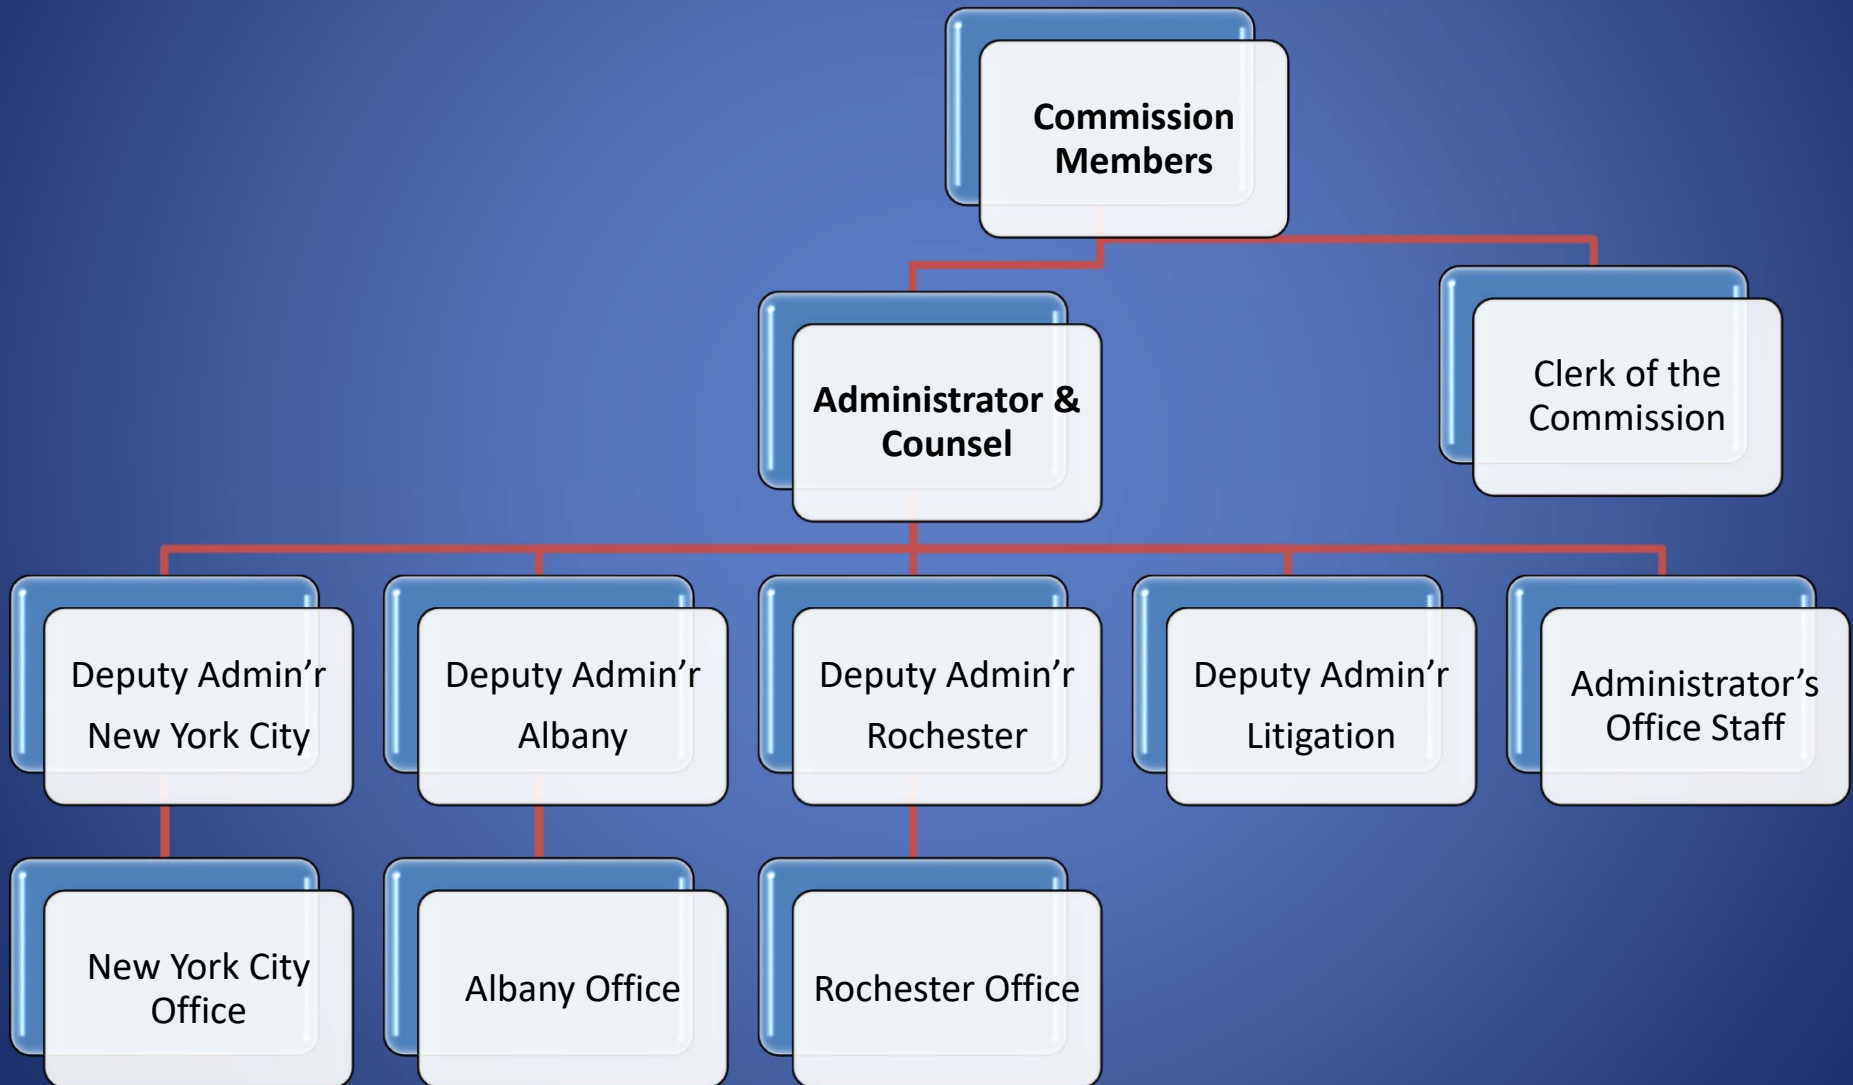 Commission
Members
Administrator &
Counsel
Clerk of the
Commission
Deputy Admin’r
New York City
Deputy Admin’r
Albany
Deputy Admin’r
Rochester
Deputy Admin’r
Litigation
Administrator’s
Office Staff
New York City
Office
Albany Office
Rochester Office